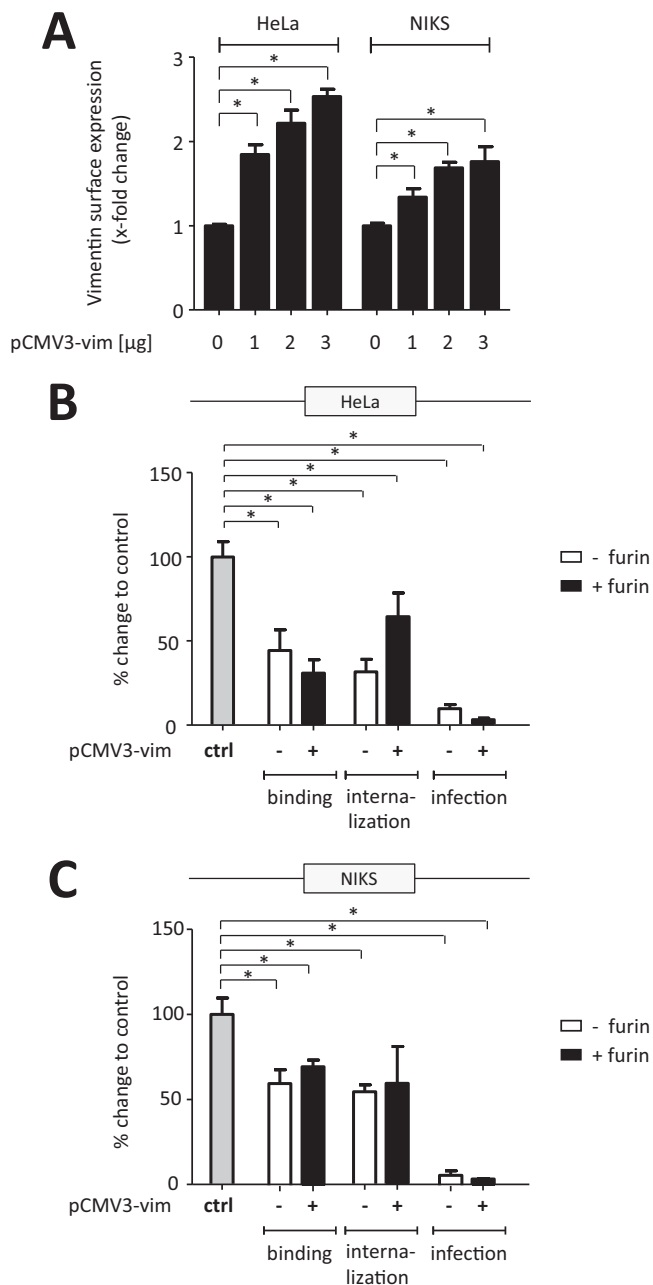 A
HeLa
NIKS
Vimentin surface expression
(x-fold change)
3
2
1
0
* * *
* * *
pCMV3-vim [μg] 0 1 2 3 0 1 2 3
B
HeLa
% change to control
150
100
50
0
* * * * * *
- furin
+ furin
pCMV3-vim ctrl - + - + - +
binding
interna-
lization
infection
C
NIKS
% change to control
150
100
50
0
* * * * *
- furin
+ furin
pCMV3-vim ctrl - + - + - +
binding
interna-
lization
infection